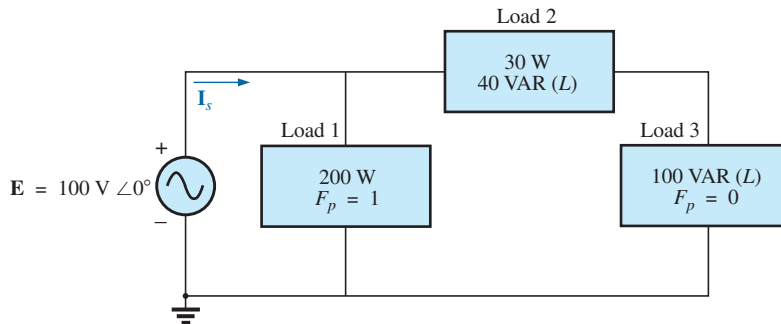 Load 2
30 W
40 VAR (L)
I_s
Load 1
Load 3
+
200 W
F_p = 1
100 VAR (L)
F_p = 0
E = 100 V ∠0°
–